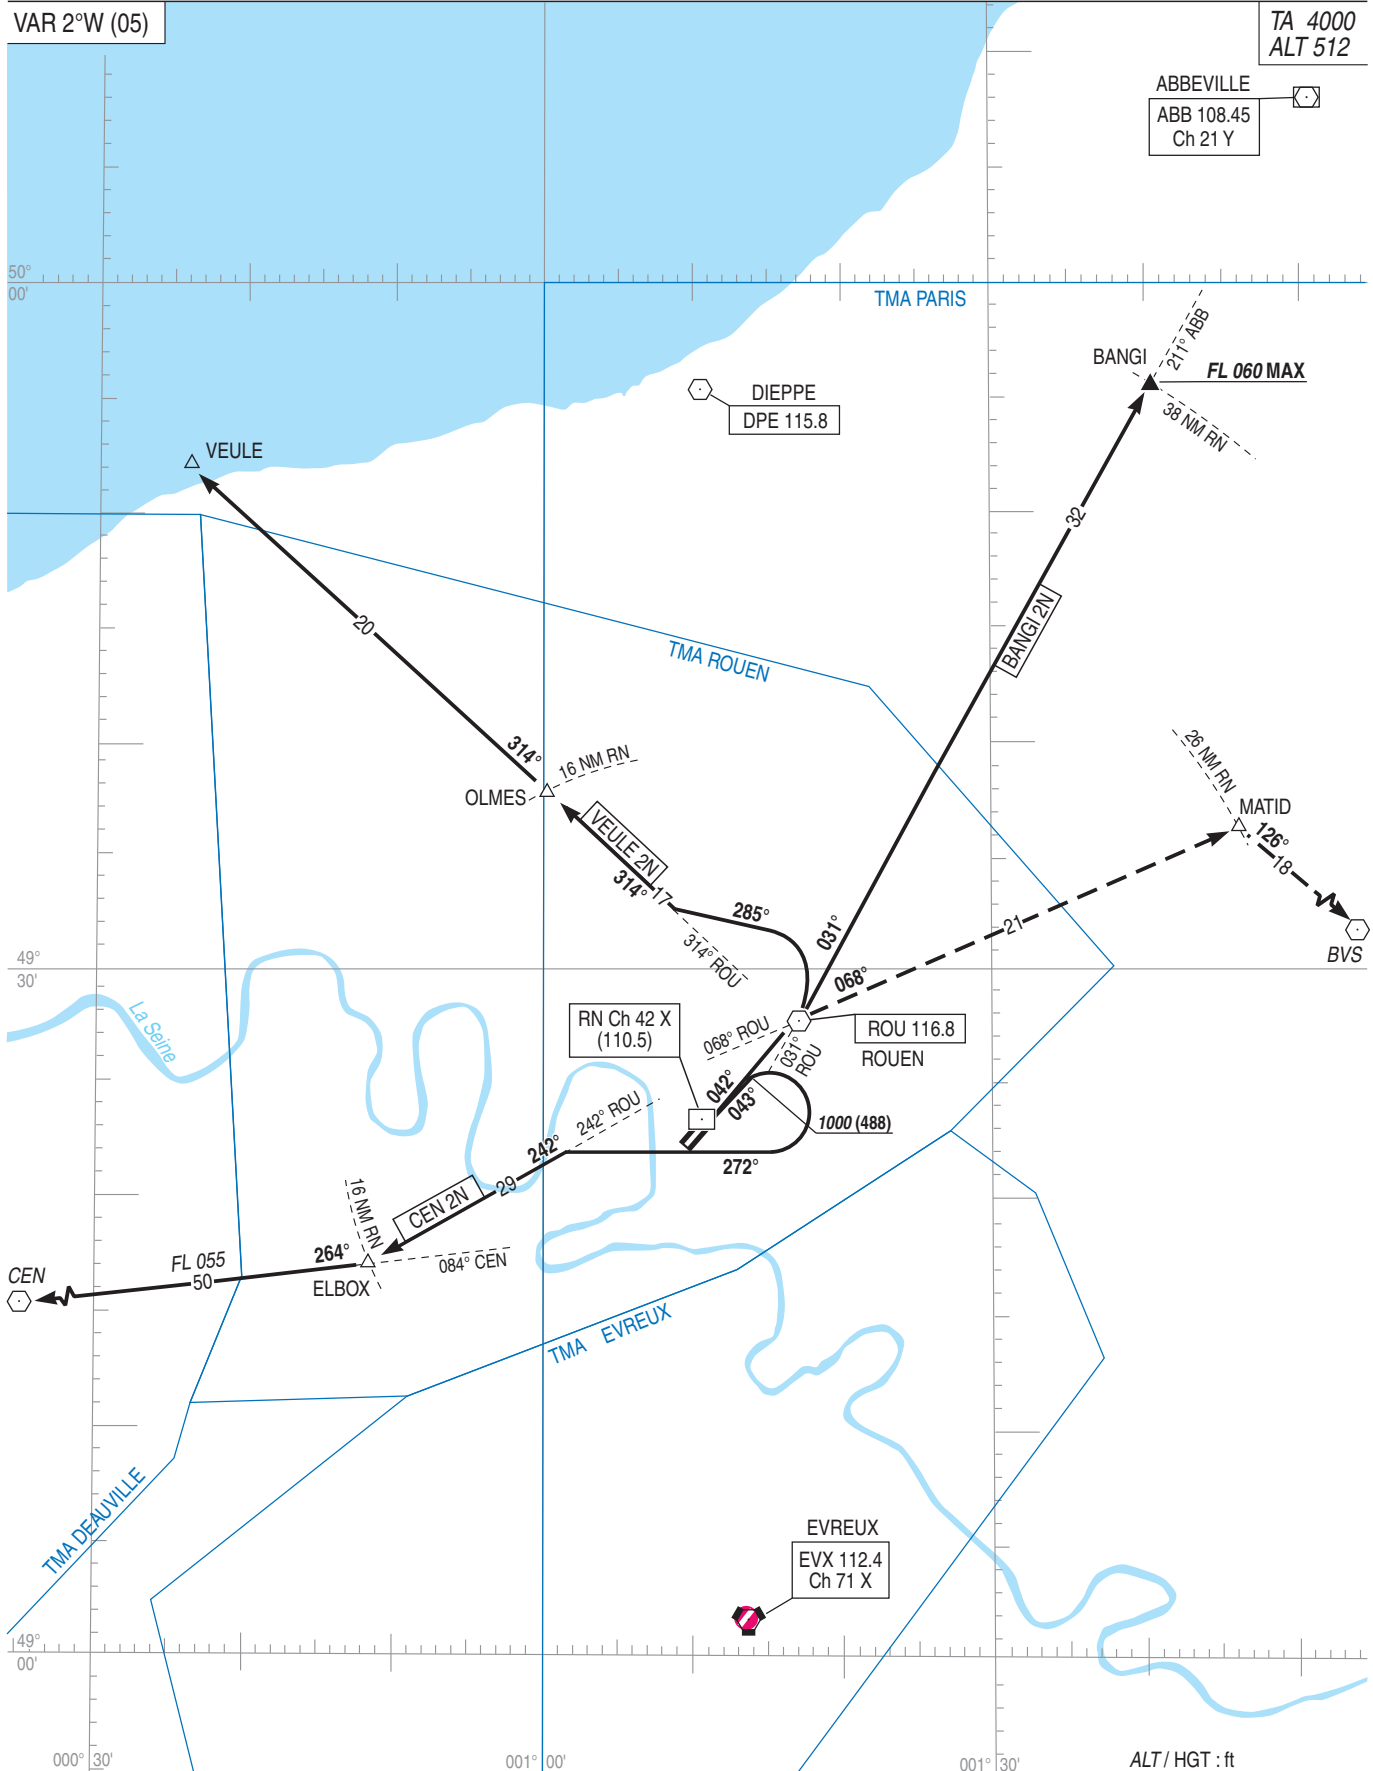 VAR 2°W (05)
TA 4000
ALT 512
ABBEVILLE
ABB 108.45
Ch 21 Y
50°
00'
TMA PARIS
211° ABB
BANGI
FL 060 MAX
38 NM RN
DIEPPE
DPE 115.8
VEULE
32
20
BANGI 2N
TMA ROUEN
314°
16 NM RN
OLMES
26 NM RN
MATID
126°
18
VEULE 2N
314°
17
285°
031°
21
BVS
314° ROU
49°
30'
068°
La Seine
RN Ch 42 X
(110.5)
068° ROU
031°
ROU
ROU 116.8
ROUEN
042°
043°
1000 (488)
242° ROU
242°
272°
29
CEN 2N
16 NM RN
264°
084° CEN
FL 055
50
CEN
ELBOX
TMA EVREUX
TMA DEAUVILLE
EVREUX
EVX 112.4
Ch 71 X
49°
00'
000° 30'
001° 00'
001° 30'
ALT / HGT : ft